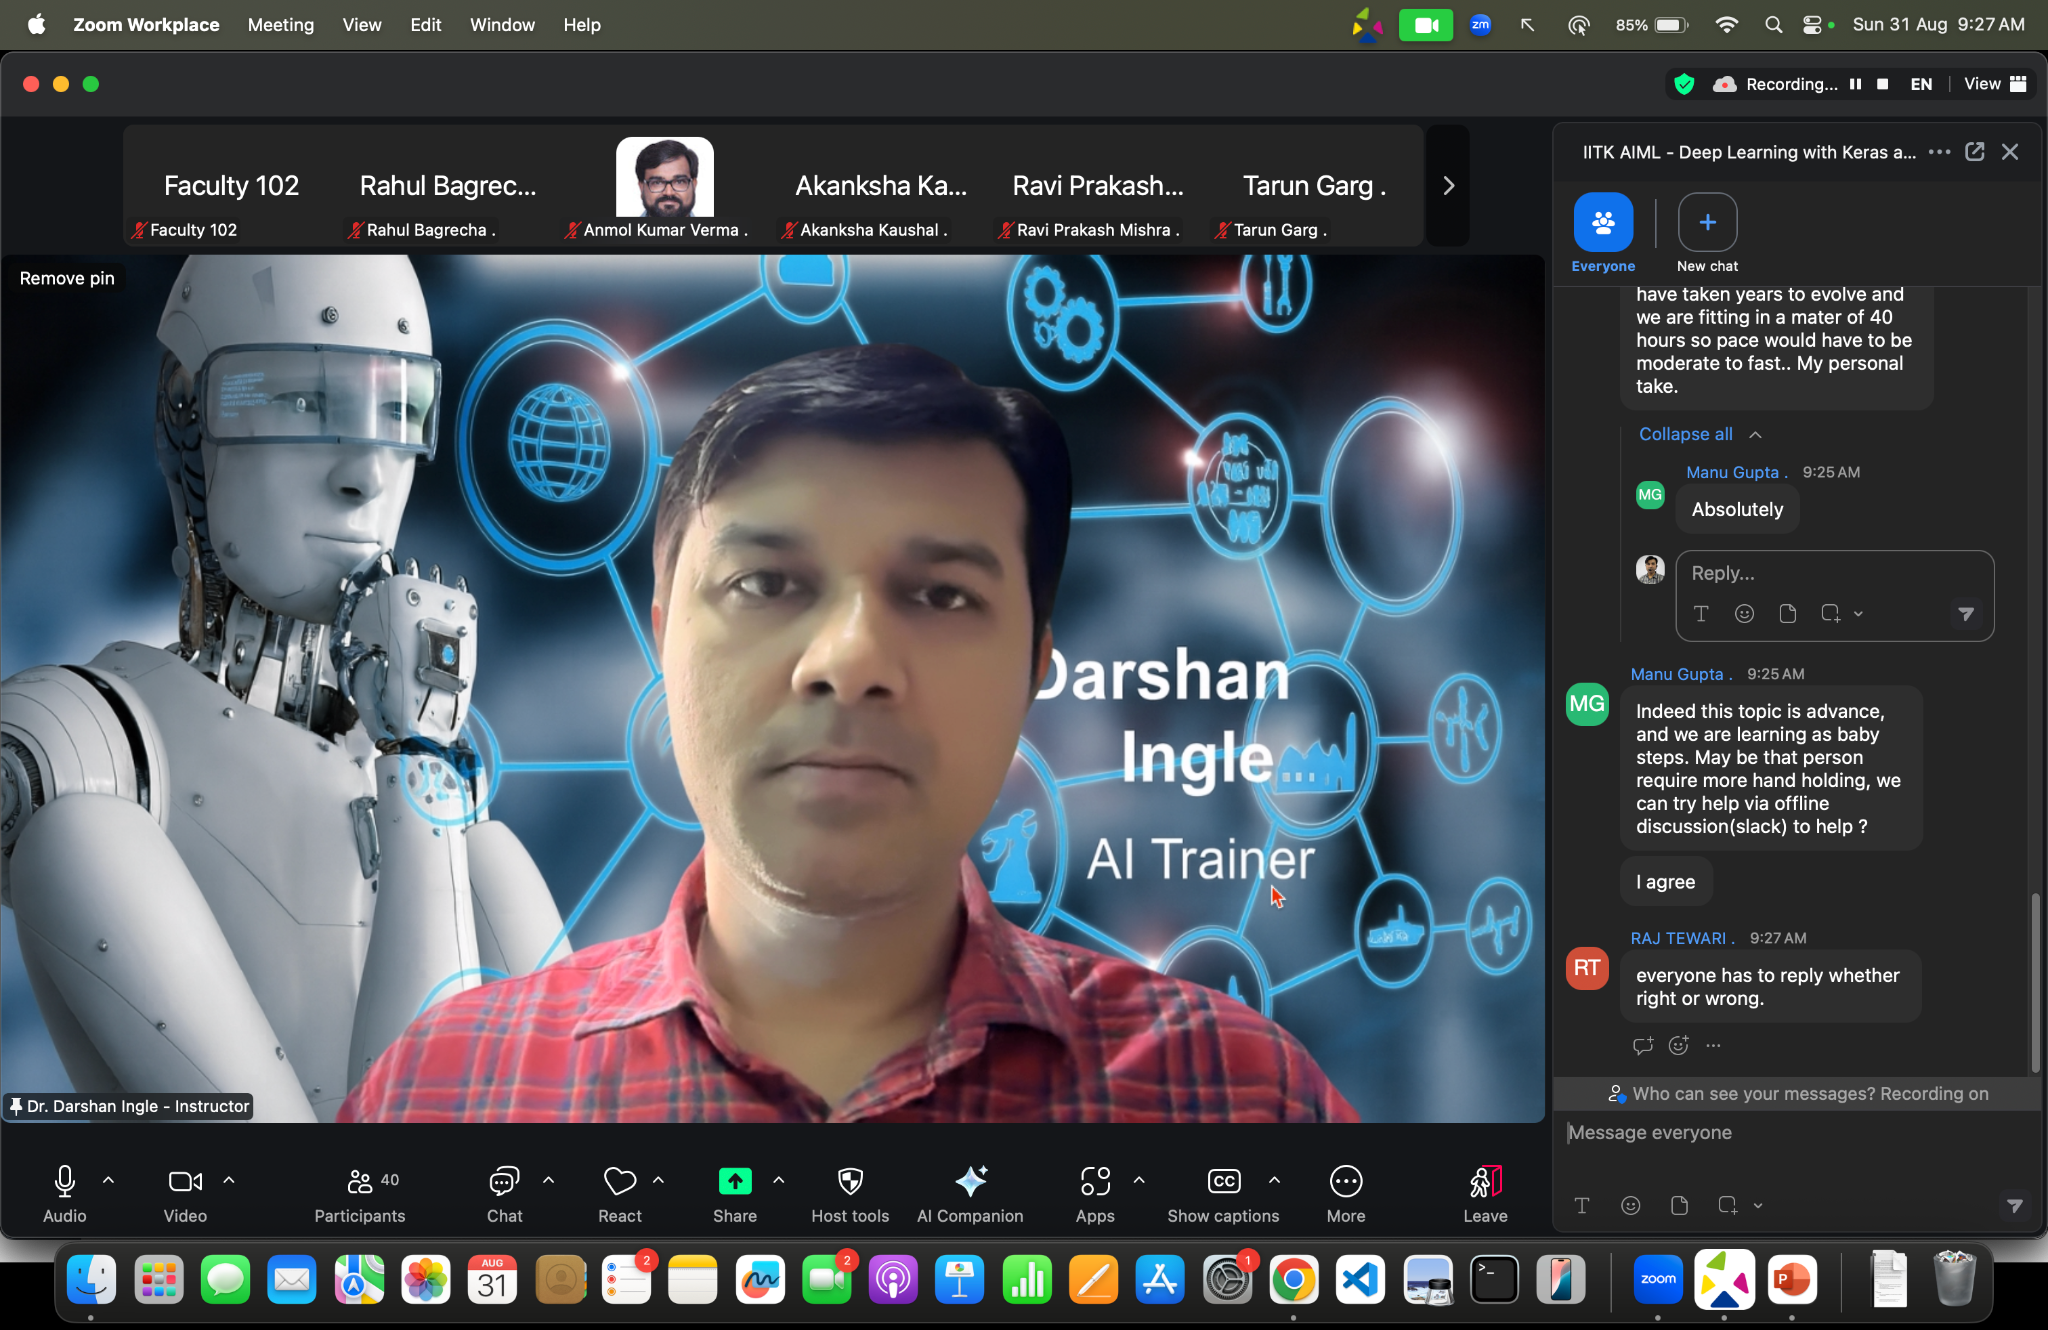 Zoom Workplace Meeting View Edit Window Help
zm 85% Sun 31 Aug 9:27 AM
Recording... EN View
Faculty 102
Faculty 102
Rahul Bagrec...
Rahul Bagrecha .
Anmol Kumar Verma .
Akanksha Ka...
Akanksha Kaushal .
Ravi Prakash...
Ravi Prakash Mishra .
Tarun Garg .
Tarun Garg .
Remove pin
Darshan
Ingle
AI Trainer
Dr. Darshan Ingle - Instructor
IITK AIML - Deep Learning with Keras a...
Everyone
New chat
have taken years to evolve and
we are fitting in a mater of 40
hours so pace would have to be
moderate to fast.. My personal
take.
Collapse all
Manu Gupta . 9:25 AM
MG
Absolutely
Reply...
Manu Gupta . 9:25 AM
MG
Indeed this topic is advance,
and we are learning as baby
steps. May be that person
require more hand holding, we
can try help via offline
discussion(slack) to help ?
I agree
RAJ TEWARI . 9:27 AM
RT
everyone has to reply whether
right or wrong.
Who can see your messages? Recording on
Message everyone
Audio
Video
40
Participants
Chat
React
Share
Host tools
AI Companion
Apps
CC
Show captions
More
Leave
AUG
31
2
2
1
zoom
P